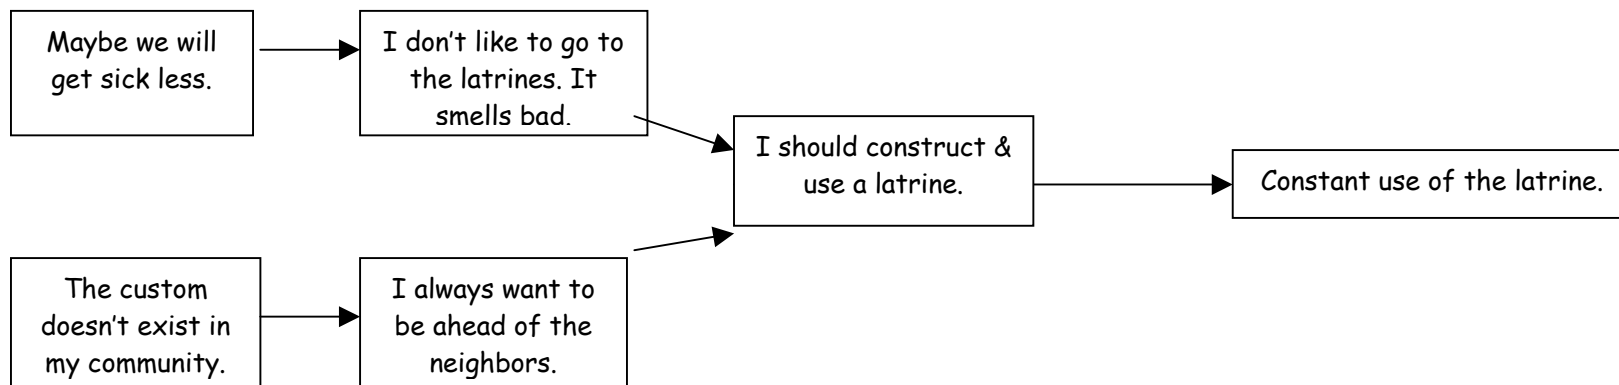 Maybe we will
get sick less.
I don't like to go to
the latrines. It
smells bad.
I should construct &
use a latrine.
Constant use of the latrine.
The custom
doesn't exist in
my community.
I always want to
be ahead of the
neighbors.